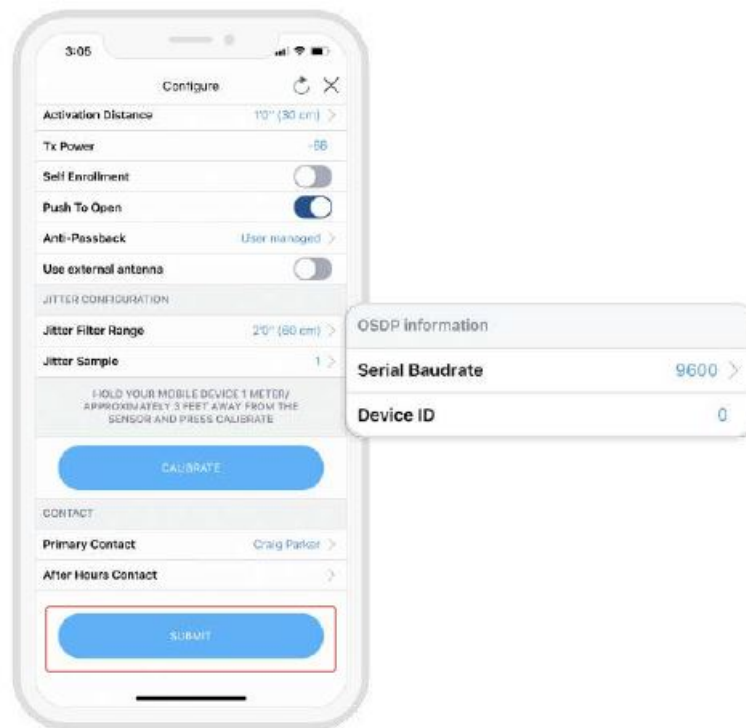 3:05
Configure
Activation Distance 1'0" (30 cm) >
Tx Power -66
Self Enrollment
Push To Open
Anti-Passback User managed >
Use external antenna
JITTER CONFIGURATION
Jitter Filter Range 2'0" (60 cm) >
Jitter Sample 1 >
HOLD YOUR MOBILE DEVICE 1 METER/
APPROXIMATELY 3 FEET AWAY FROM THE
SENSOR AND PRESS CALIBRATE
CALIBRATE
CONTACT
Primary Contact Craig Parker >
After Hours Contact >
SUBMIT
OSDP information
Serial Baudrate 9600 >
Device ID 0